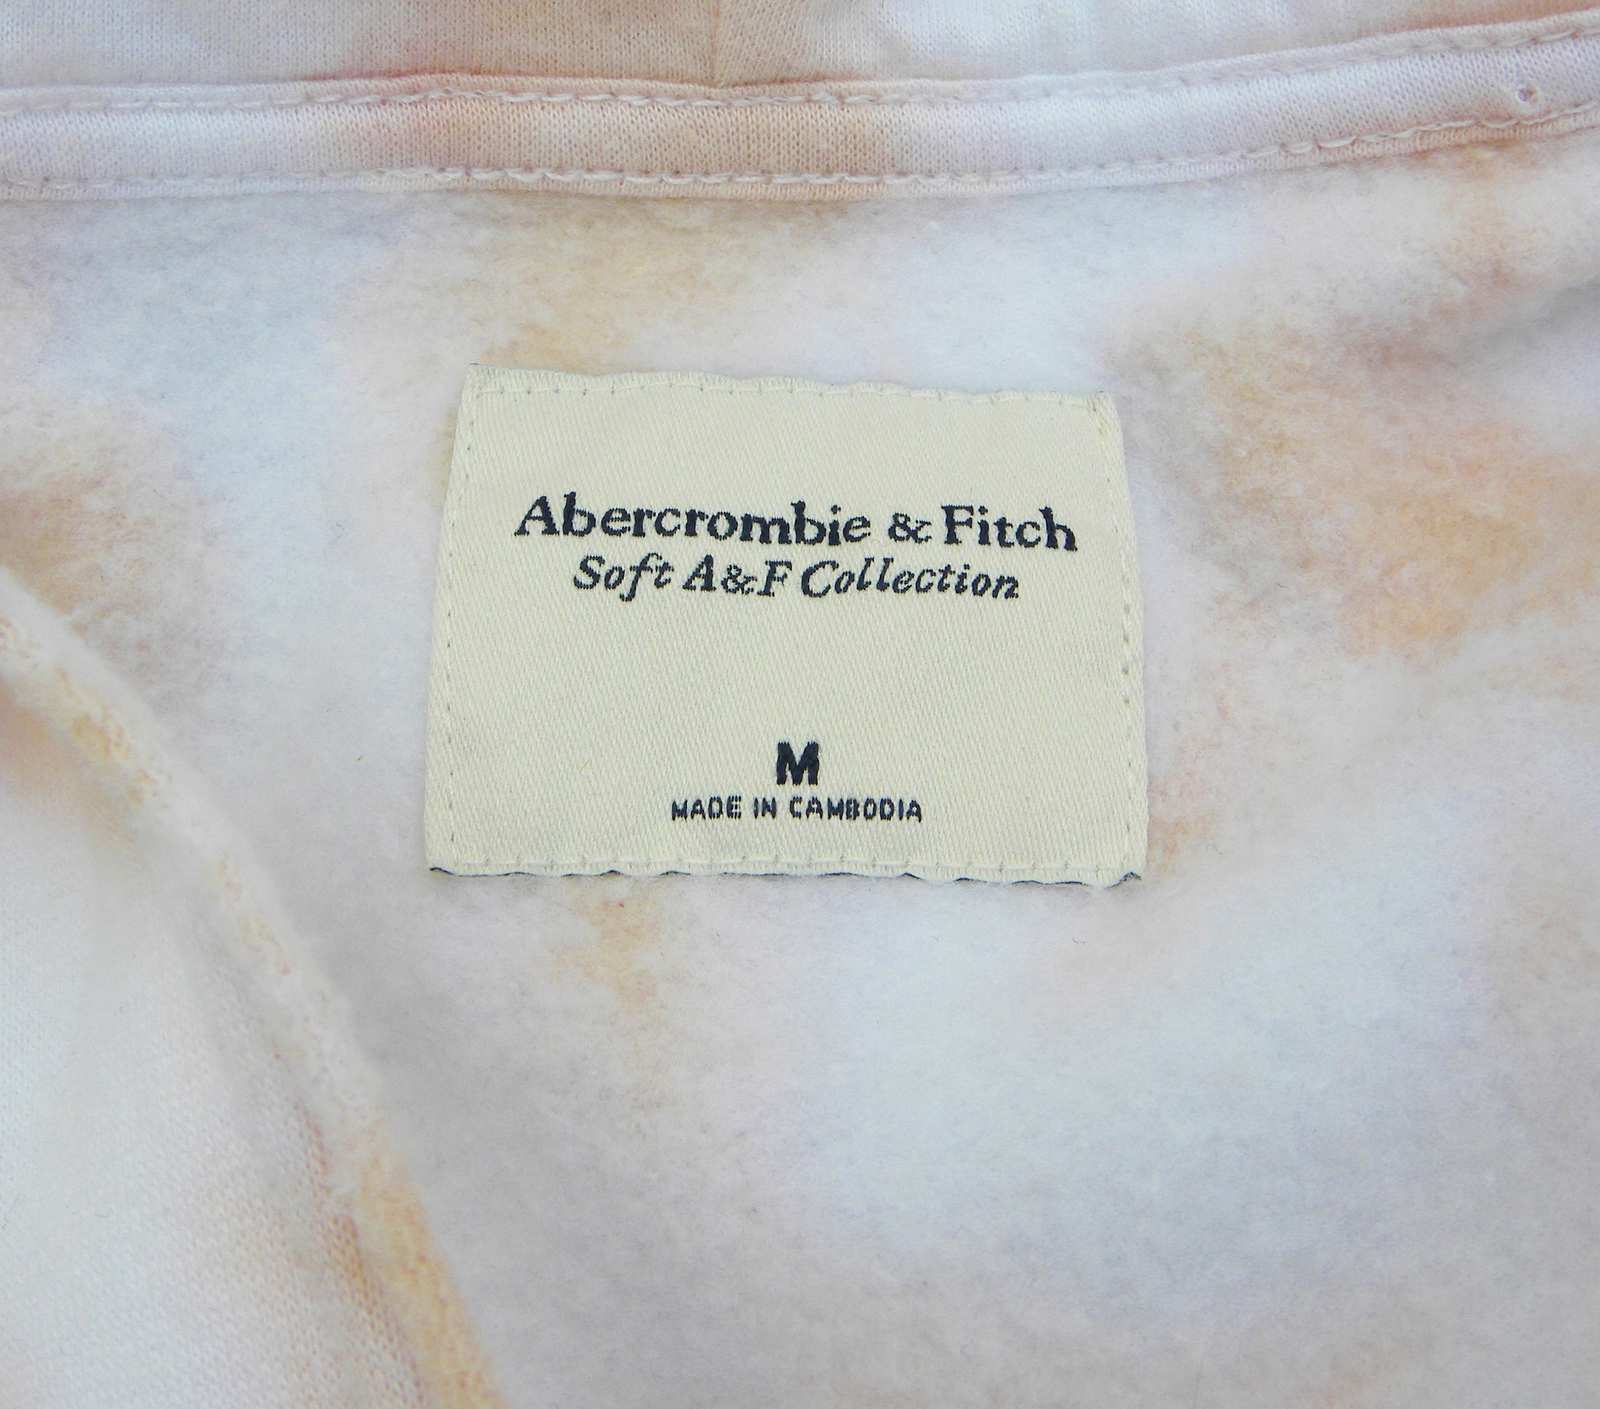 Abercrombie & Fitch
Soft A&F Collection
M
MADE IN CAMBODIA